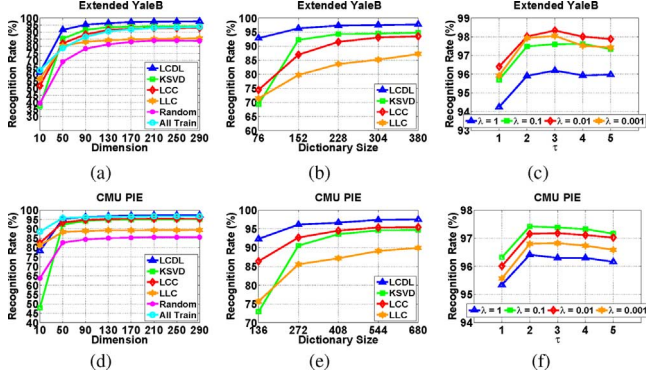 Extended YaleB
Recognition Rate (%)
100
95
90
85
80
75
70
65
60
55
50
45
40
30
10 50 90 130 170 210 250 290
Dimension
LCDL
KSVD
LCC
LLC
Random
All Train
(a)
Extended YaleB
Recognition Rate (%)
100
95
90
85
80
75
70
65
60
76 152 228 304 380
Dictionary Size
LCDL
KSVD
LCC
LLC
(b)
Extended YaleB
Recognition Rate (%)
99
98
97
96
95
94
93
λ = 1 λ = 0.1 λ = 0.01 λ = 0.001
1 2 3 4 5
τ
(c)
CMU PIE
Recognition Rate (%)
100
95
90
85
80
75
70
65
60
55
50
40
10 50 90 130 170 210 250 290
Dimension
LCDL
KSVD
LCC
LLC
Random
All Train
(d)
CMU PIE
Recognition Rate (%)
100
95
90
85
80
75
70
136 272 408 544 680
Dictionary Size
LCDL
KSVD
LCC
LLC
(e)
CMU PIE
Recognition Rate (%)
98
97
96
95
94
λ = 1 λ = 0.1 λ = 0.01 λ = 0.001
1 2 3 4 5
τ
(f)